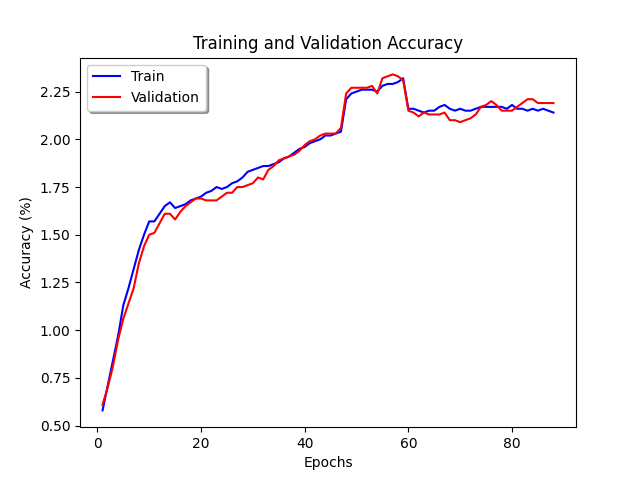 Training and Validation Accuracy
Train
Validation
2.25
2.00
1.75
1.50
1.25
1.00
0.75
0.50
Accuracy (%)
0
20
40
60
80
Epochs